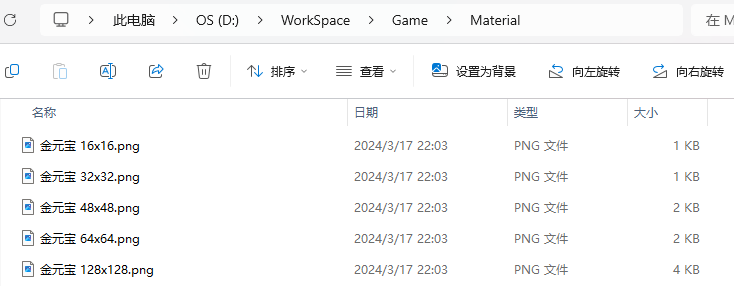 此电脑 OS (D:) WorkSpace Game Material 在 M
排序 查看 设置为背景 向左旋转 向右旋转
名称 日期 类型 大小
金元宝 16x16.png 2024/3/17 22:03 PNG 文件 1 KB
金元宝 32x32.png 2024/3/17 22:03 PNG 文件 1 KB
金元宝 48x48.png 2024/3/17 22:03 PNG 文件 2 KB
金元宝 64x64.png 2024/3/17 22:03 PNG 文件 2 KB
金元宝 128x128.png 2024/3/17 22:03 PNG 文件 4 KB